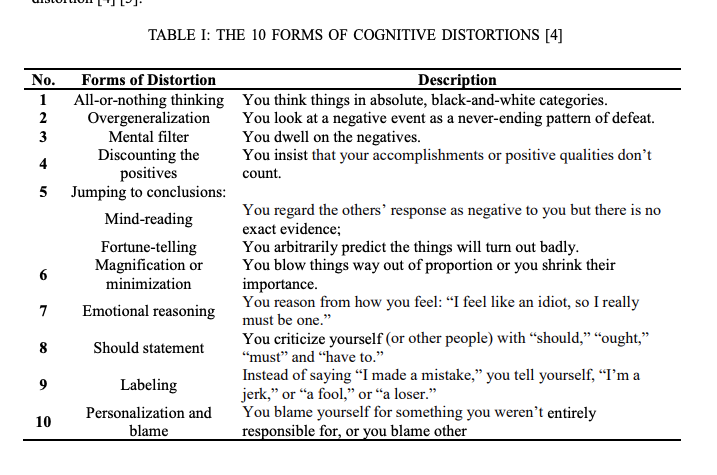 distortion [4] [5].
TABLE I: THE 10 FORMS OF COGNITIVE DISTORTIONS [4]
No. Forms of Distortion Description
1 All-or-nothing thinking You think things in absolute, black-and-white categories.
2 Overgeneralization You look at a negative event as a never-ending pattern of defeat.
3 Mental filter You dwell on the negatives.
4 Discounting the positives You insist that your accomplishments or positive qualities don’t
count.
5 Jumping to conclusions:
Mind-reading You regard the others’ response as negative to you but there is no
exact evidence;
Fortune-telling You arbitrarily predict the things will turn out badly.
6 Magnification or minimization You blow things way out of proportion or you shrink their
importance.
7 Emotional reasoning You reason from how you feel: “I feel like an idiot, so I really
must be one.”
8 Should statement You criticize yourself (or other people) with “should,” “ought,”
“must” and “have to.”
9 Labeling Instead of saying “I made a mistake,” you tell yourself, “I’m a
jerk,” or “a fool,” or “a loser.”
10 Personalization and blame You blame yourself for something you weren’t entirely
responsible for, or you blame other